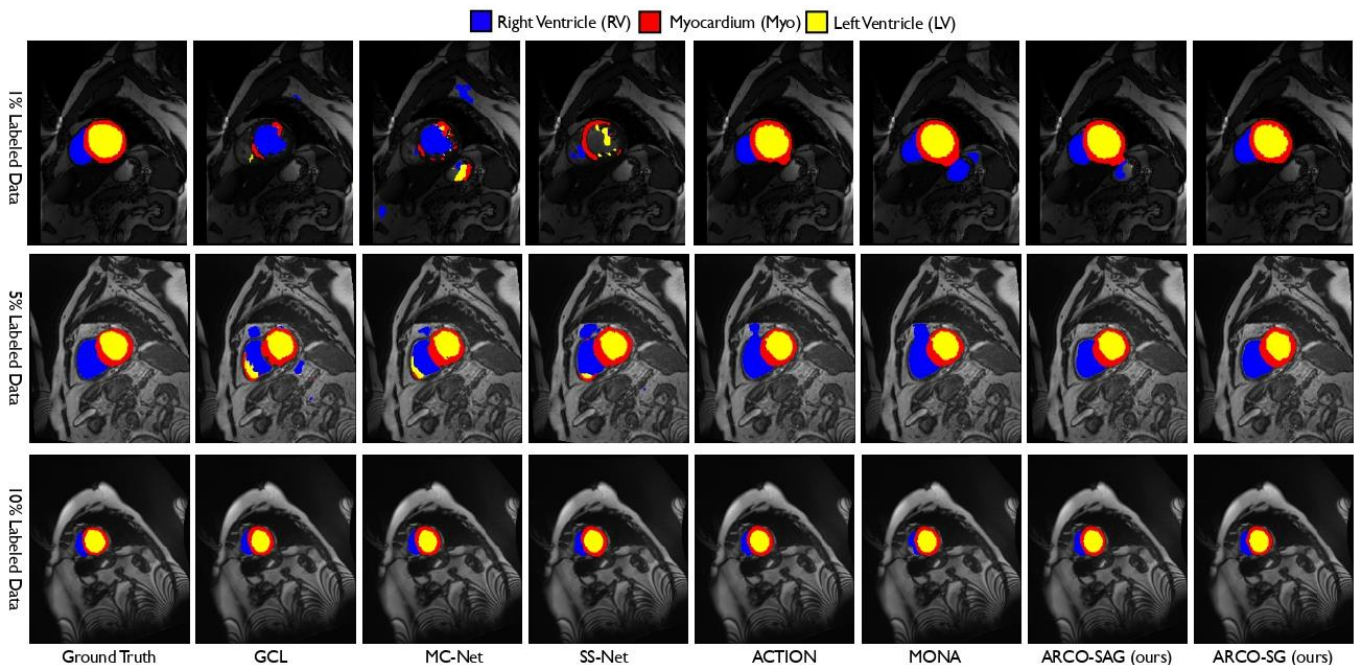 Right Ventricle (RV) Myocardium (Myo) Left Ventricle (LV)
1% Labeled Data
5% Labeled Data
10% Labeled Data
Ground Truth GCL MC-Net SS-Net ACTION MONA ARCO-SAG (ours) ARCO-SG (ours)